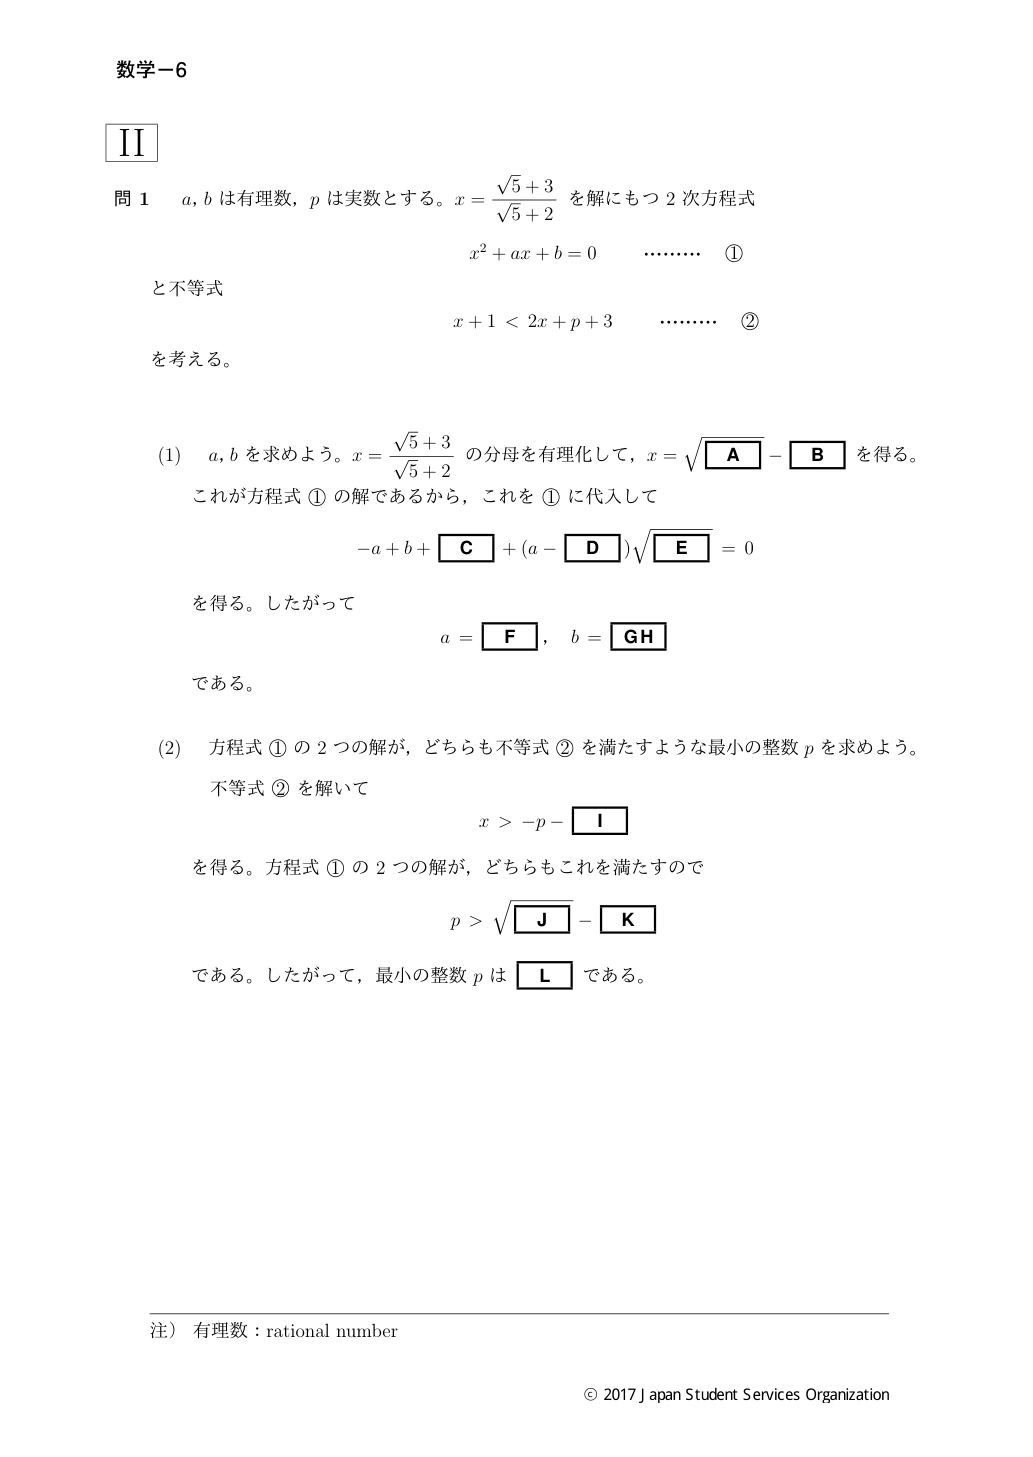 数学－6
II
問 1 a, b は有理数，p は実数とする。x = \frac{\sqrt{5}+3}{\sqrt{5}+2} を解にもつ 2 次方程式
x² + ax + b = 0 ……… ①
と不等式
x + 1 < 2x + p + 3 ……… ②
を考える。
(1) a, b を求めよう。x = \frac{\sqrt{5}+3}{\sqrt{5}+2} の分母を有理化して，x = \sqrt{A} − B を得る。
これが方程式 ① の解であるから，これを ① に代入して
−a + b + C + (a − D)\sqrt{E} = 0
を得る。したがって
a = F ， b = GH
である。
(2) 方程式 ① の 2 つの解が，どちらも不等式 ② を満たすような最小の整数 p を求めよう。
不等式 ② を解いて
x > −p − I
を得る。方程式 ① の 2 つの解が，どちらもこれを満たすので
p > \sqrt{J} − K
である。したがって，最小の整数 p は L である。
注） 有理数：rational number
© 2017 Japan Student Services Organization